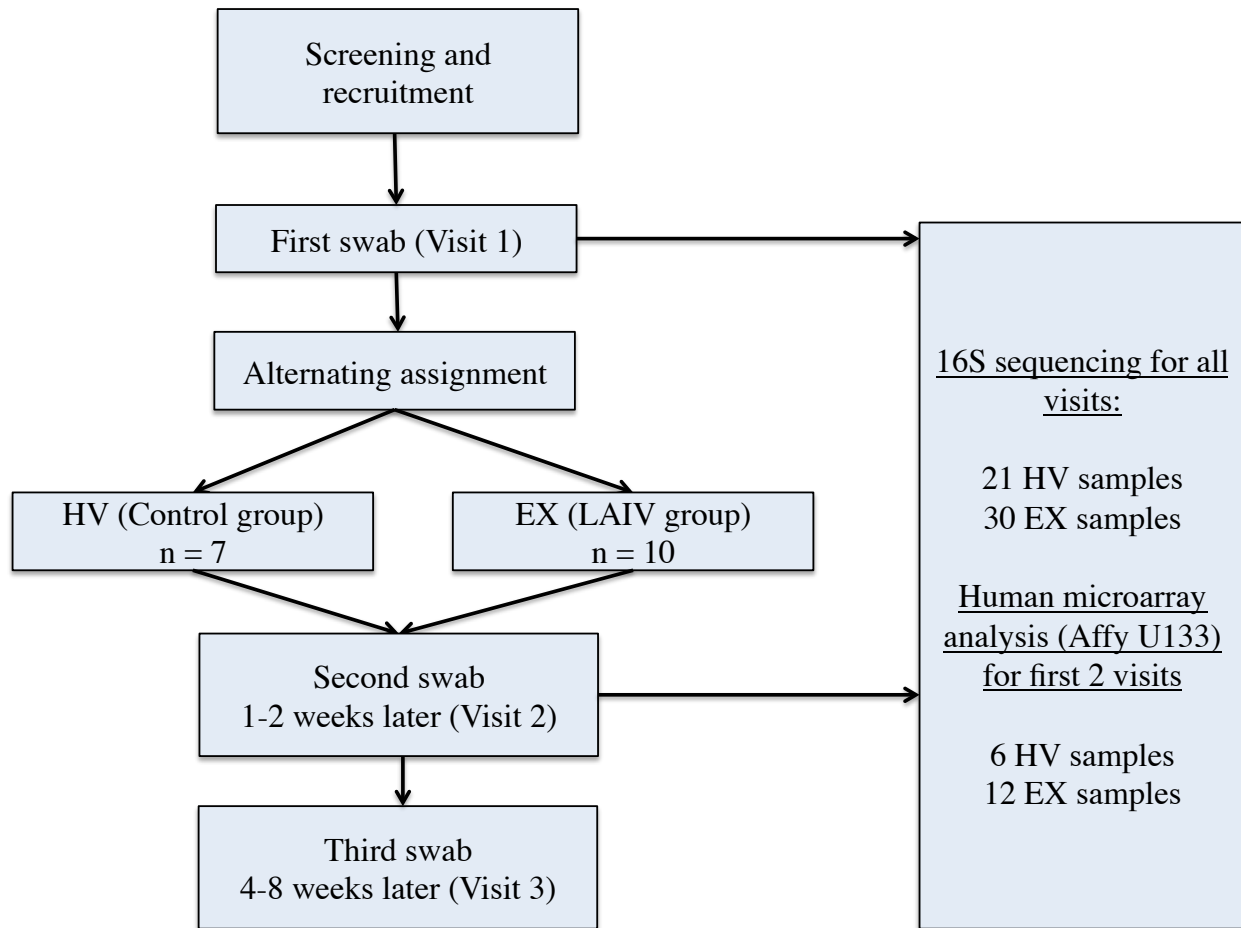 Screening and
recruitment
First swab (Visit 1)
Alternating assignment
HV (Control group)
n = 7
EX (LAIV group)
n = 10
Second swab
1-2 weeks later (Visit 2)
Third swab
4-8 weeks later (Visit 3)
16S sequencing for all
visits:
21 HV samples
30 EX samples
Human microarray
analysis (Affy U133)
for first 2 visits
6 HV samples
12 EX samples